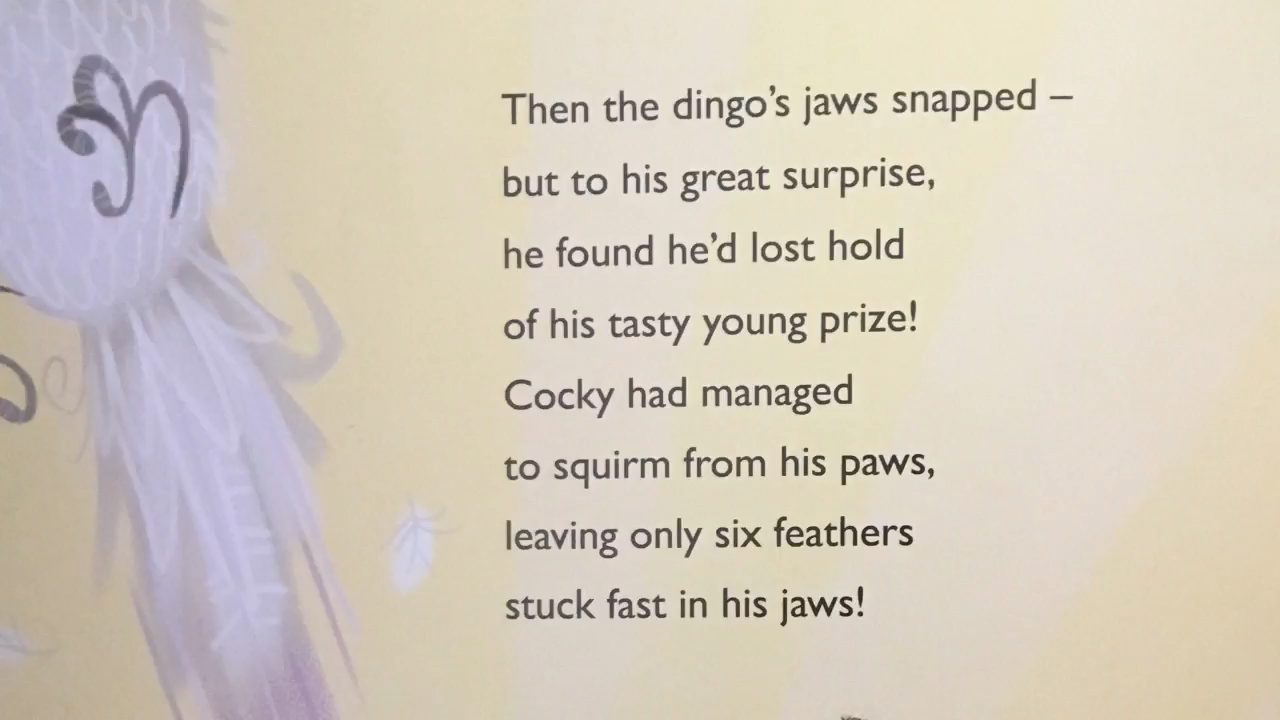 Then the dingo's jaws snapped –
but to his great surprise,
he found he'd lost hold
of his tasty young prize!
Cocky had managed
to squirm from his paws,
leaving only six feathers
stuck fast in his jaws!